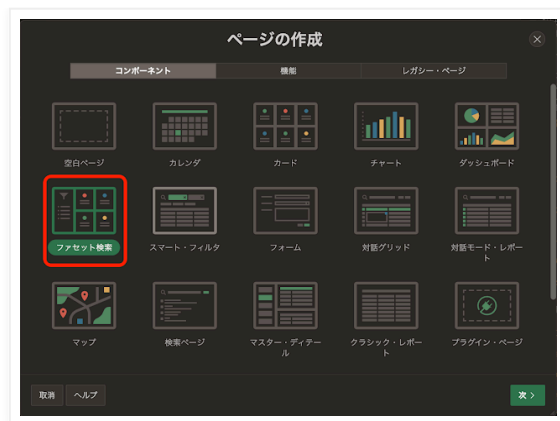 ページの作成
コンポーネント
機能
レガシー・ページ
空白ページ
カレンダ
カード
チャート
ダッシュボード
ファセット検索
スマート・フィルタ
フォーム
対話グリッド
対話モード・レポー
ト
マップ
検索ページ
マスター・ディテー
ル
クラシック・レポー
ト
プラグイン・ページ
取消
ヘルプ
次 >